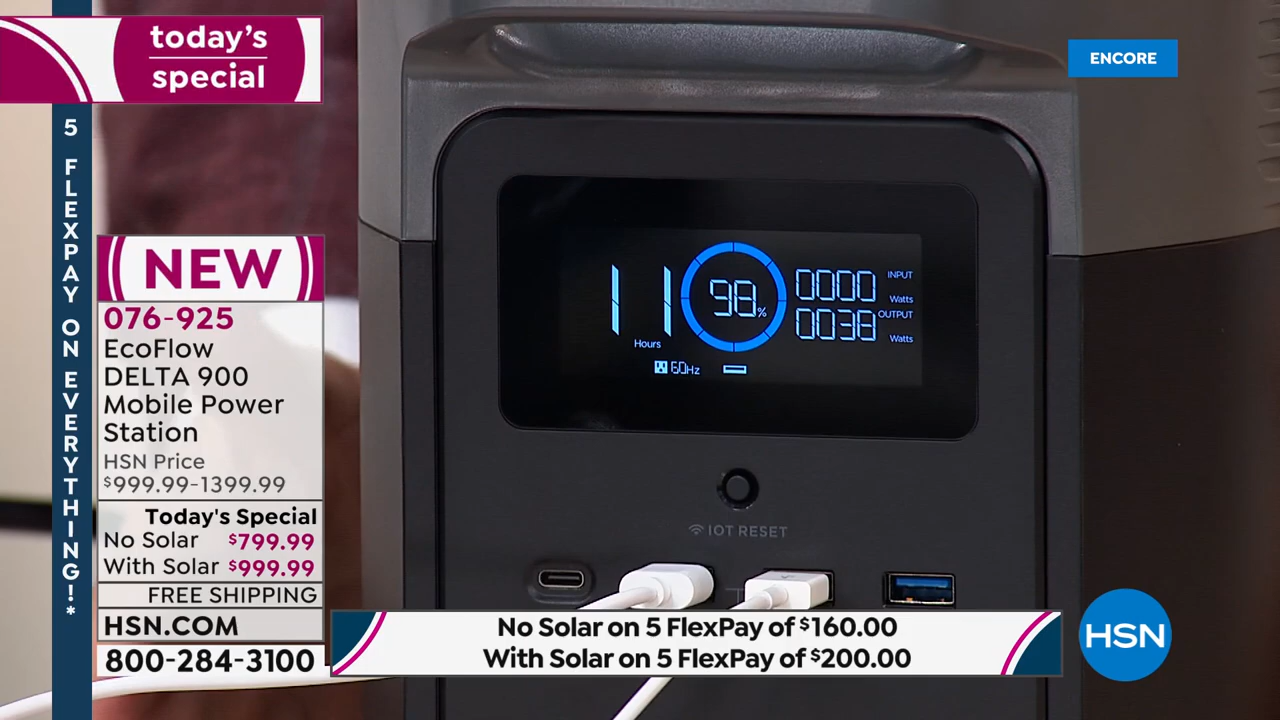 today's
special
ENCORE
5 FLEXPAY ON EVERYTHING!*
NEW
076-925
EcoFlow
DELTA 900
Mobile Power
Station
HSN Price
$999.99-1399.99
Today's Special
No Solar $799.99
With Solar $999.99
FREE SHIPPING
HSN.COM
800-284-3100
11
Hours
98%
0000 INPUT
Watts
0038 OUTPUT
Watts
60Hz
IOT RESET
No Solar on 5 FlexPay of $160.00
With Solar on 5 FlexPay of $200.00
HSN